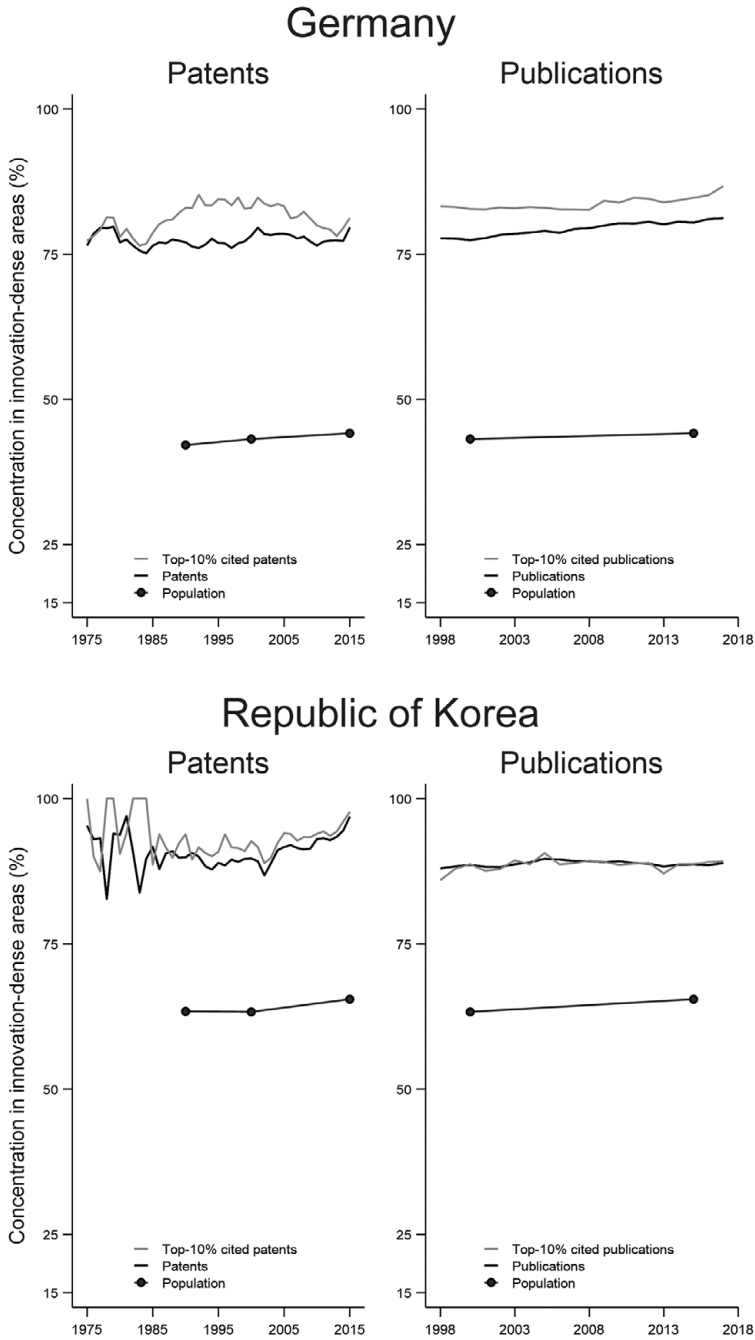 Germany
Patents
Publications
Concentration in innovation-dense areas (%)
100
75
50
25
15
Top-10% cited patents
Patents
Population
1975 1985 1995 2005 2015
100
75
50
25
15
Top-10% cited publications
Publications
Population
1998 2003 2008 2013 2018
Republic of Korea
Patents
Publications
Concentration in innovation-dense areas (%)
100
75
50
25
15
Top-10% cited patents
Patents
Population
1975 1985 1995 2005 2015
100
75
50
25
15
Top-10% cited publications
Publications
Population
1998 2003 2008 2013 2018